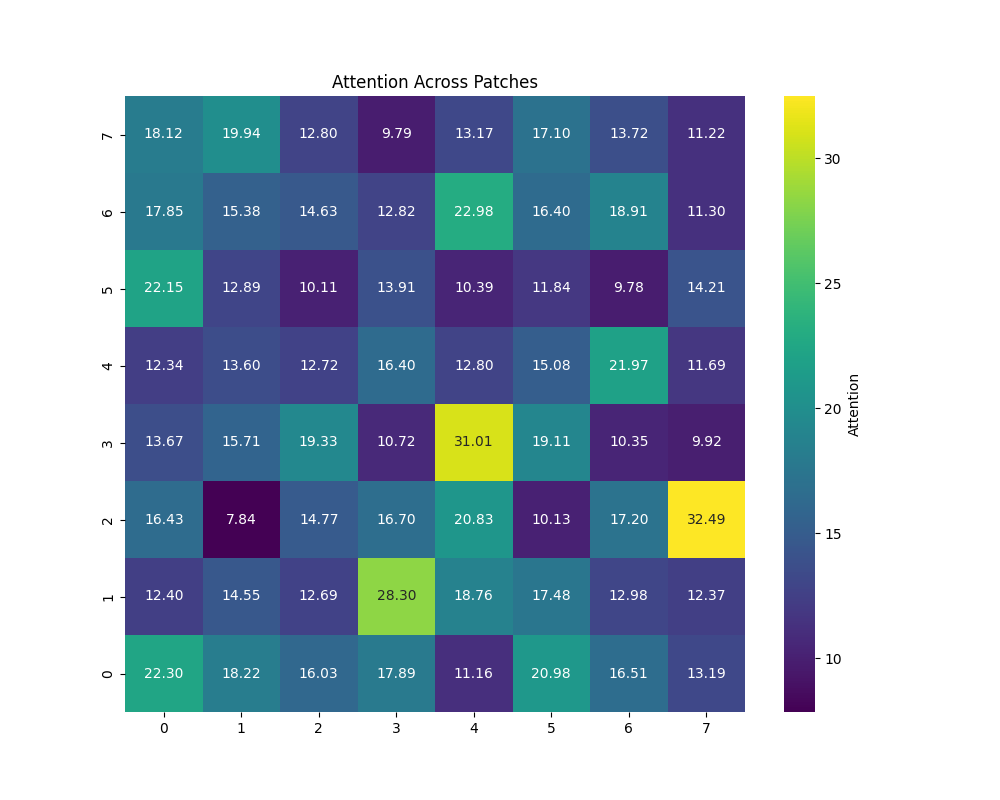 Attention Across Patches
7 18.12 19.94 12.80 9.79 13.17 17.10 13.72 11.22
6 17.85 15.38 14.63 12.82 22.98 16.40 18.91 11.30
5 22.15 12.89 10.11 13.91 10.39 11.84 9.78 14.21
4 12.34 13.60 12.72 16.40 12.80 15.08 21.97 11.69
3 13.67 15.71 19.33 10.72 31.01 19.11 10.35 9.92
2 16.43 7.84 14.77 16.70 20.83 10.13 17.20 32.49
1 12.40 14.55 12.69 28.30 18.76 17.48 12.98 12.37
0 22.30 18.22 16.03 17.89 11.16 20.98 16.51 13.19
0 1 2 3 4 5 6 7
30
25
20
15
10
Attention